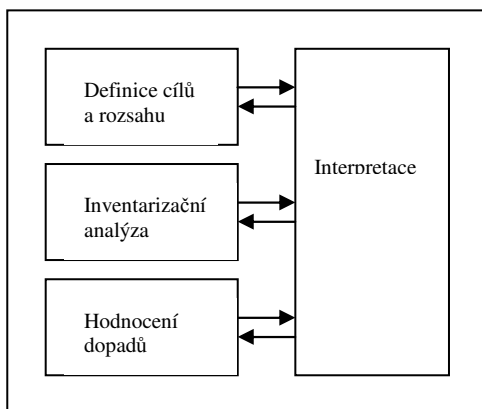 Definice cílů
a rozsahu
Inventarizační
analýza
Hodnocení
dopadů
Interpretace